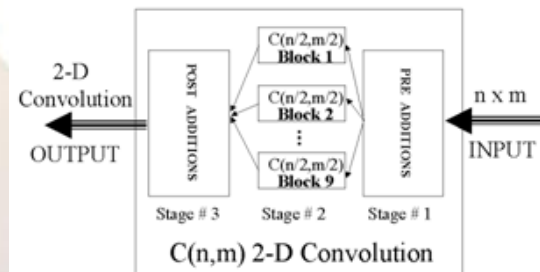 2-D
Convolution
OUTPUT
POST ADDITIONS
C(n/2,m/2)
Block 1
C(n/2,m/2)
Block 2
...
C(n/2,m/2)
Block 9
PRE ADDITIONS
n x m
INPUT
Stage # 3
Stage # 2
Stage # 1
C(n,m) 2-D Convolution